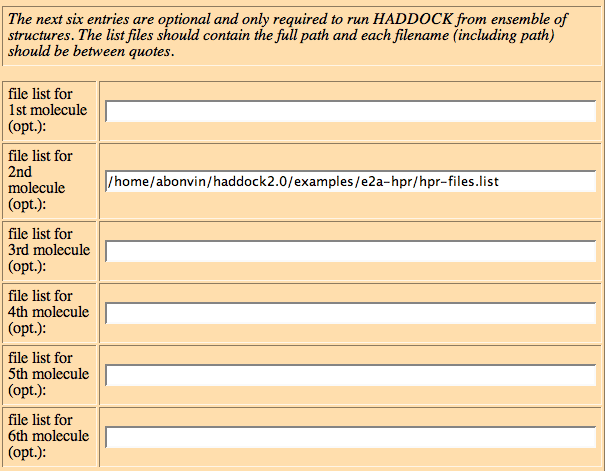 The next six entries are optional and only required to run HADDOCK from ensemble of
structures. The list files should contain the full path and each filename (including path)
should be between quotes.
file list for
1st molecule
(opt.):
file list for
2nd
molecule
(opt.):
/home/abonvin/haddock2.0/examples/e2a-hpr/hpr-files.list
file list for
3rd molecule
(opt.):
file list for
4th molecule
(opt.):
file list for
5th molecule
(opt.):
file list for
6th molecule
(opt.):